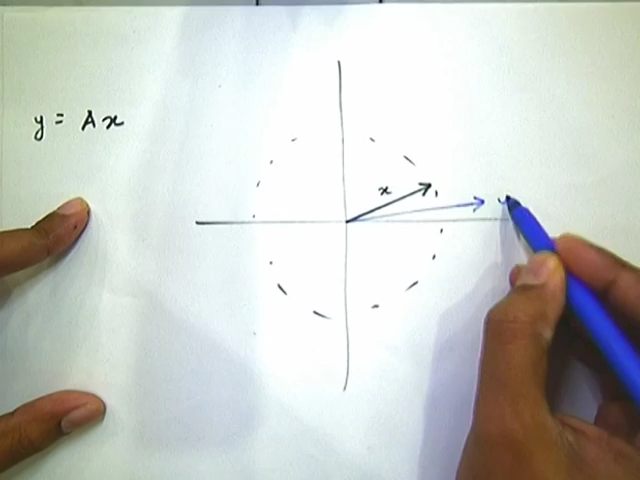 y = Ax
x